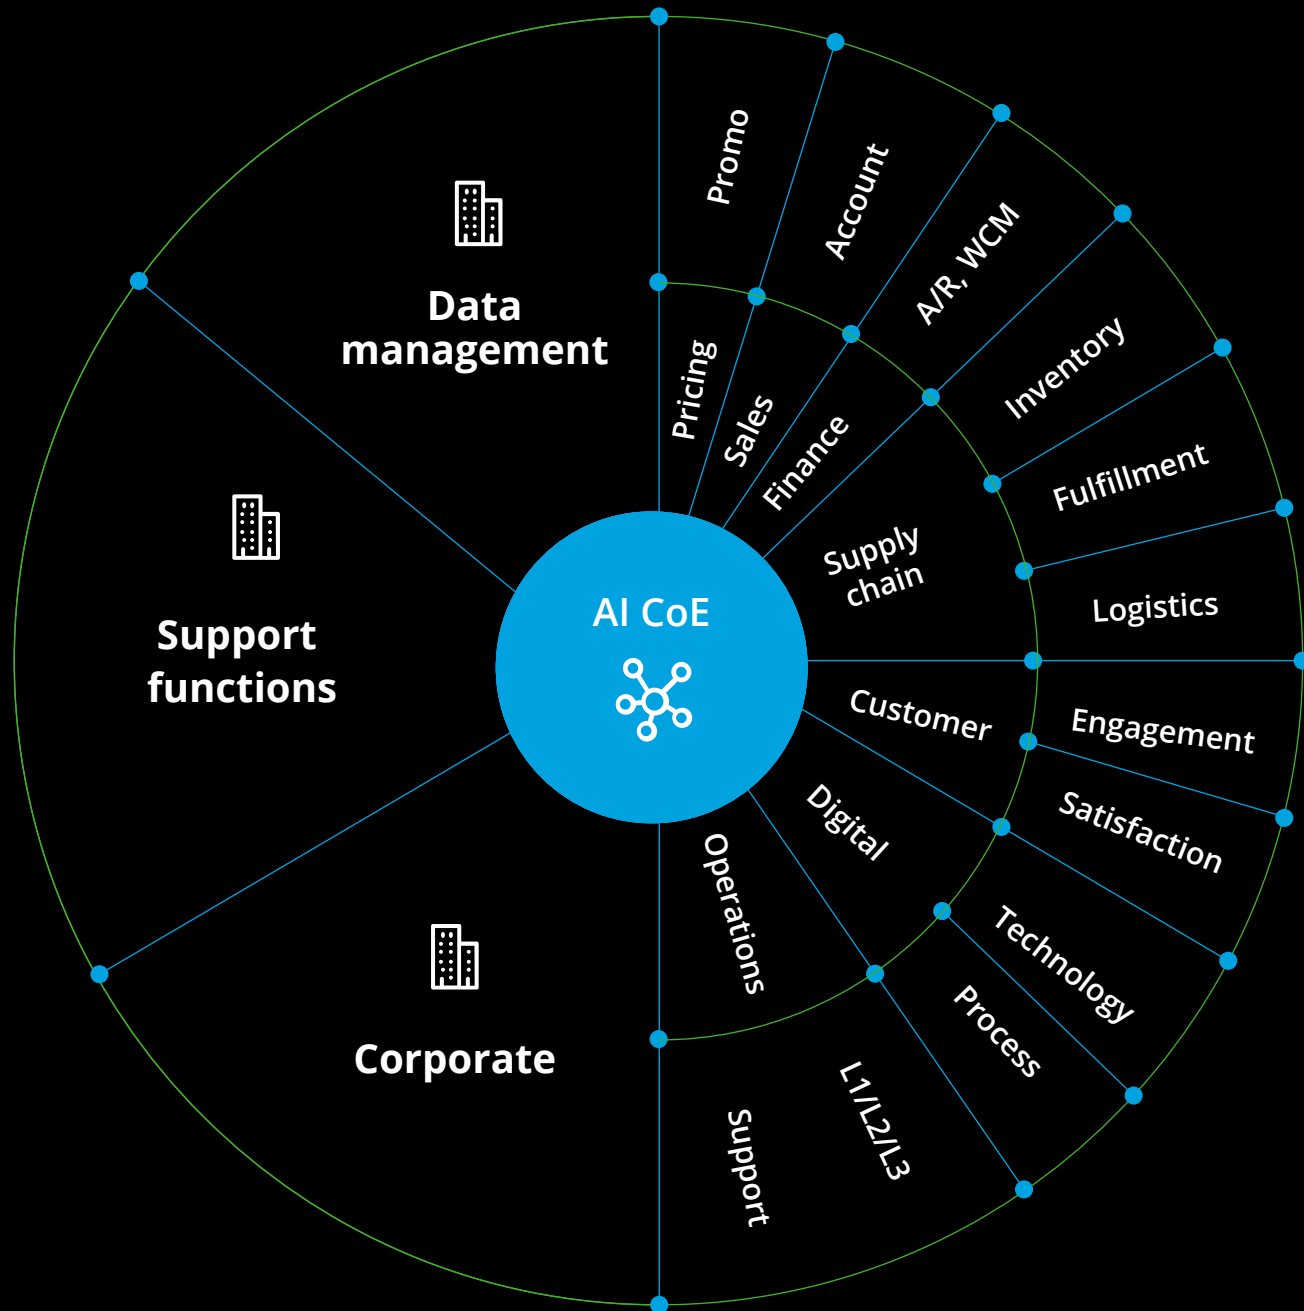 Promo
Account
A/R, WCM
Inventory
Fulfillment
Logistics
Engagement
Satisfaction
Technology
Process
L1/L2/L3
Support
Pricing
Sales
Finance
Supply
chain
Customer
Digital
Operations
AI CoE
Data
management
Support
functions
Corporate